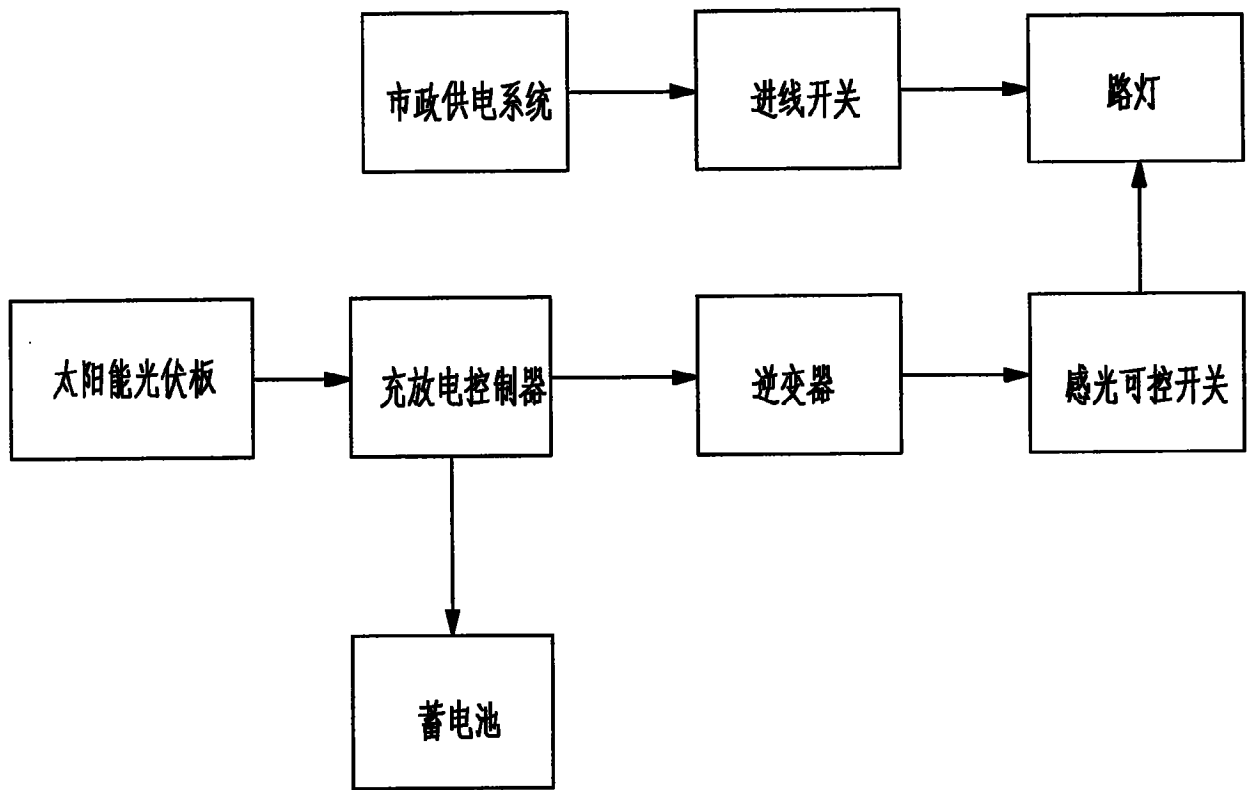 市政供电系统
进线开关
路灯
太阳能光伏板
充放电控制器
逆变器
感光可控开关
蓄电池